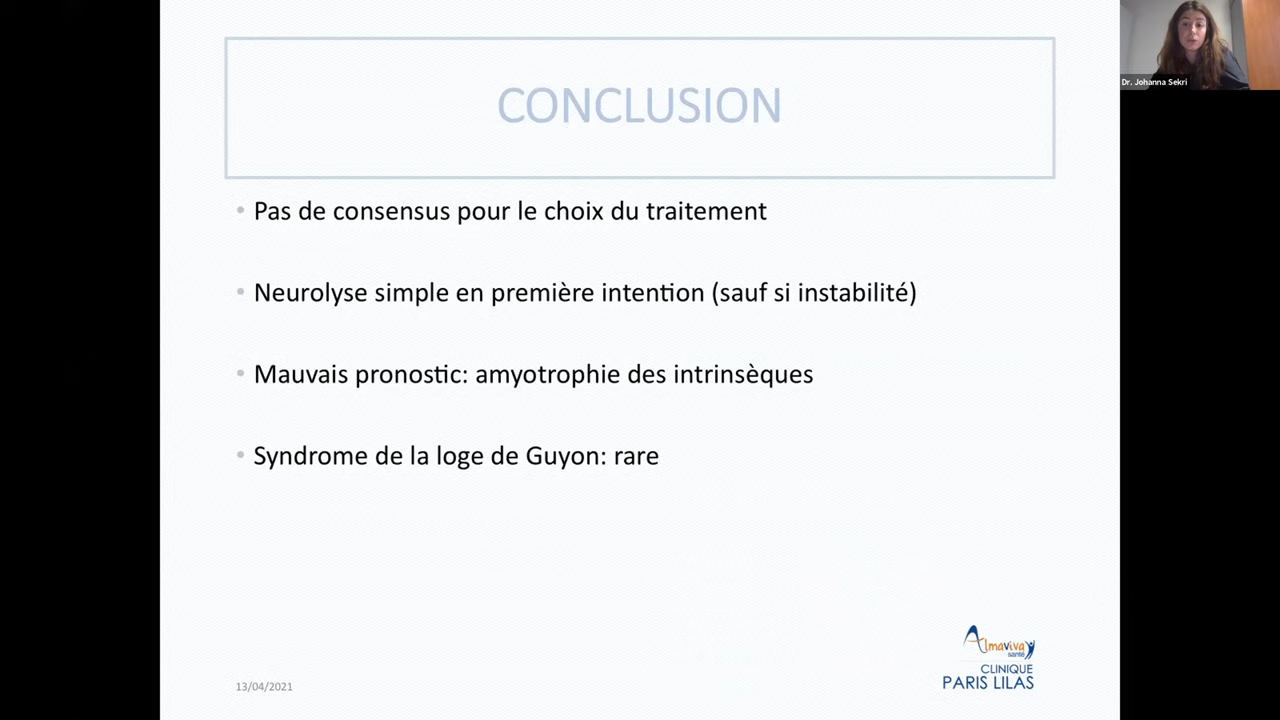 Dr. Johanna Sekri
CONCLUSION
• Pas de consensus pour le choix du traitement
• Neurolyse simple en première intention (sauf si instabilité)
• Mauvais pronostic: amyotrophie des intrinsèques
• Syndrome de la loge de Guyon: rare
Almaviva
santé
CLINIQUE
PARIS LILAS
13/04/2021